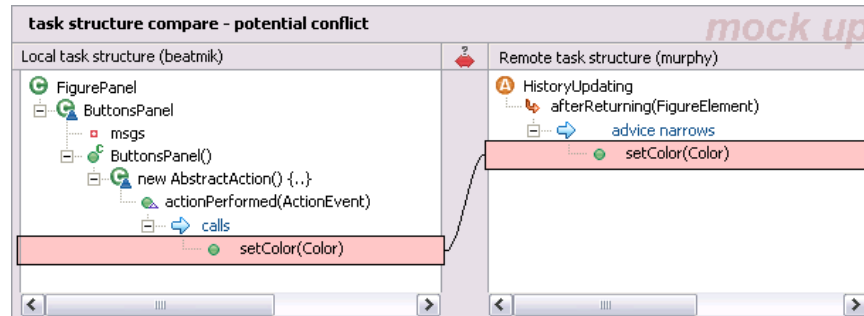 task structure compare - potential conflict
mock up
Local task structure (beatmik)
?
Remote task structure (murphy)
C FigurePanel
C ButtonsPanel
msgs
C ButtonsPanel()
C new AbstractAction() {..}
actionPerformed(ActionEvent)
calls
setColor(Color)
A HistoryUpdating
afterReturning(FigureElement)
advice narrows
setColor(Color)